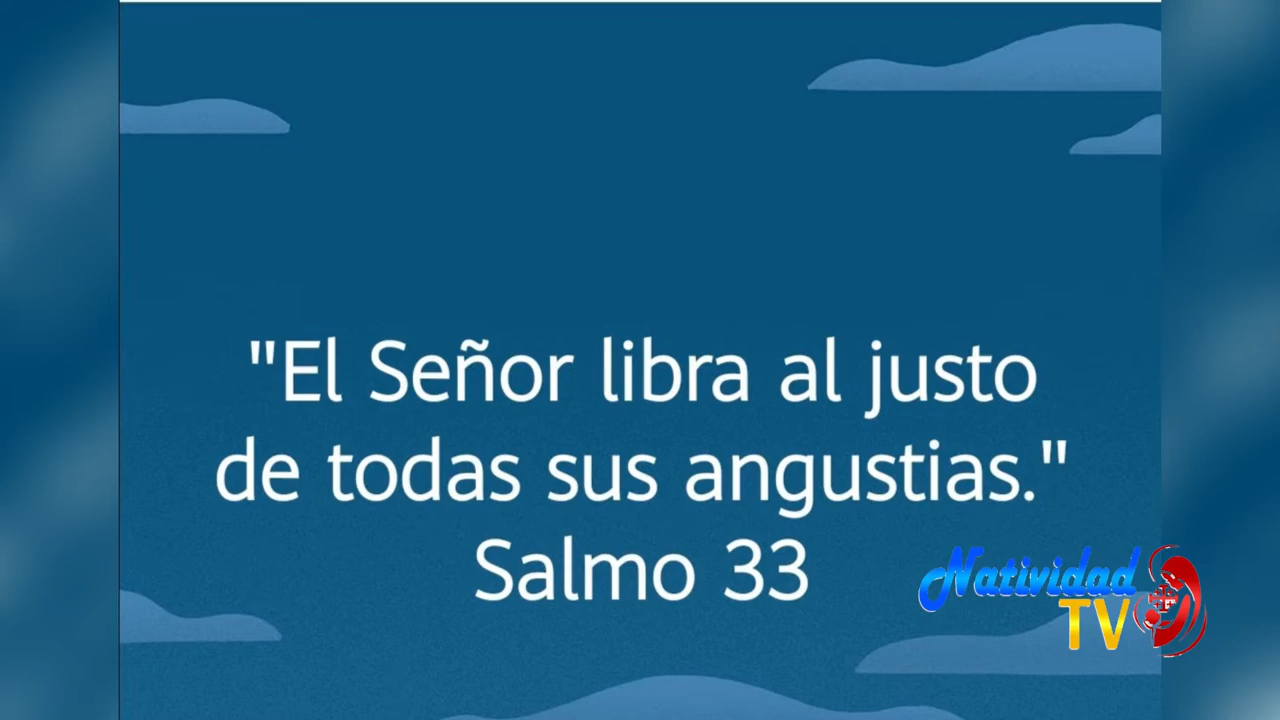 "El Señor libra al justo
de todas sus angustias."
Salmo 33
Natividad
TV